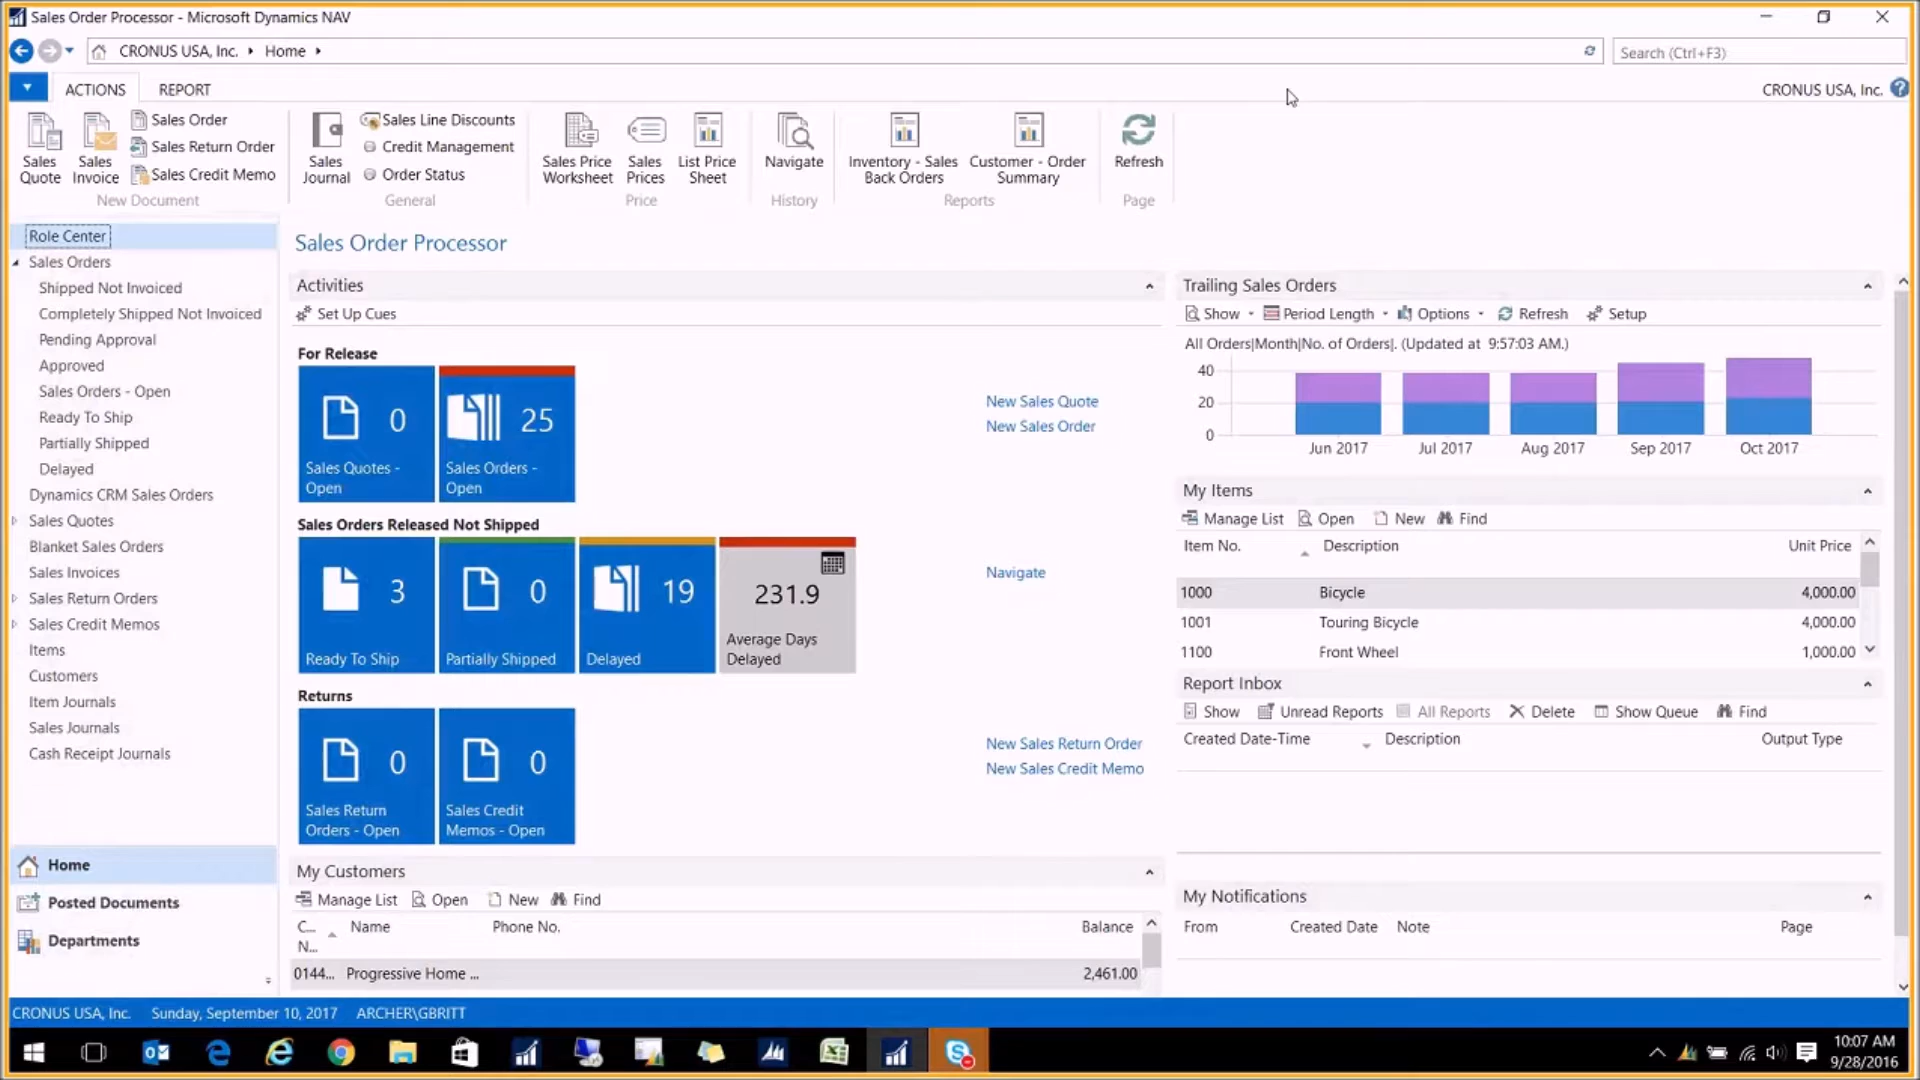 Sales Order Processor - Microsoft Dynamics NAV
CRONUS USA, Inc. Home
Search (Ctrl+F3)
ACTIONS REPORT
CRONUS USA, Inc.
Sales Quote
Sales Invoice
Sales Order
Sales Return Order
Sales Credit Memo
New Document
Sales Journal
Sales Line Discounts
Credit Management
Order Status
General
Sales Price Worksheet
Sales Prices
List Price Sheet
Price
Navigate
History
Inventory - Sales Back Orders
Customer - Order Summary
Reports
Refresh
Page
Role Center
Sales Orders
Shipped Not Invoiced
Completely Shipped Not Invoiced
Pending Approval
Approved
Sales Orders - Open
Ready To Ship
Partially Shipped
Delayed
Dynamics CRM Sales Orders
Sales Quotes
Blanket Sales Orders
Sales Invoices
Sales Return Orders
Sales Credit Memos
Items
Customers
Item Journals
Sales Journals
Cash Receipt Journals
Home
Posted Documents
Departments
Sales Order Processor
Activities
Set Up Cues
For Release
0
Sales Quotes - Open
25
Sales Orders - Open
New Sales Quote
New Sales Order
Sales Orders Released Not Shipped
3
Ready To Ship
0
Partially Shipped
19
Delayed
231.9
Average Days Delayed
Navigate
Returns
0
Sales Return Orders - Open
0
Sales Credit Memos - Open
New Sales Return Order
New Sales Credit Memo
My Customers
Manage List Open New Find
C... N... Name Phone No. Balance
0144... Progressive Home ... 2,461.00
Trailing Sales Orders
Show Period Length Options Refresh Setup
All Orders|Month|No. of Orders|. (Updated at 9:57:03 AM.)
40
20
0
Jun 2017 Jul 2017 Aug 2017 Sep 2017 Oct 2017
My Items
Manage List Open New Find
Item No. Description Unit Price
1000 Bicycle 4,000.00
1001 Touring Bicycle 4,000.00
1100 Front Wheel 1,000.00
Report Inbox
Show Unread Reports All Reports Delete Show Queue Find
Created Date-Time Description Output Type
My Notifications
From Created Date Note Page
CRONUS USA, Inc. Sunday, September 10, 2017 ARCHER\GBRITT
10:07 AM
9/28/2016